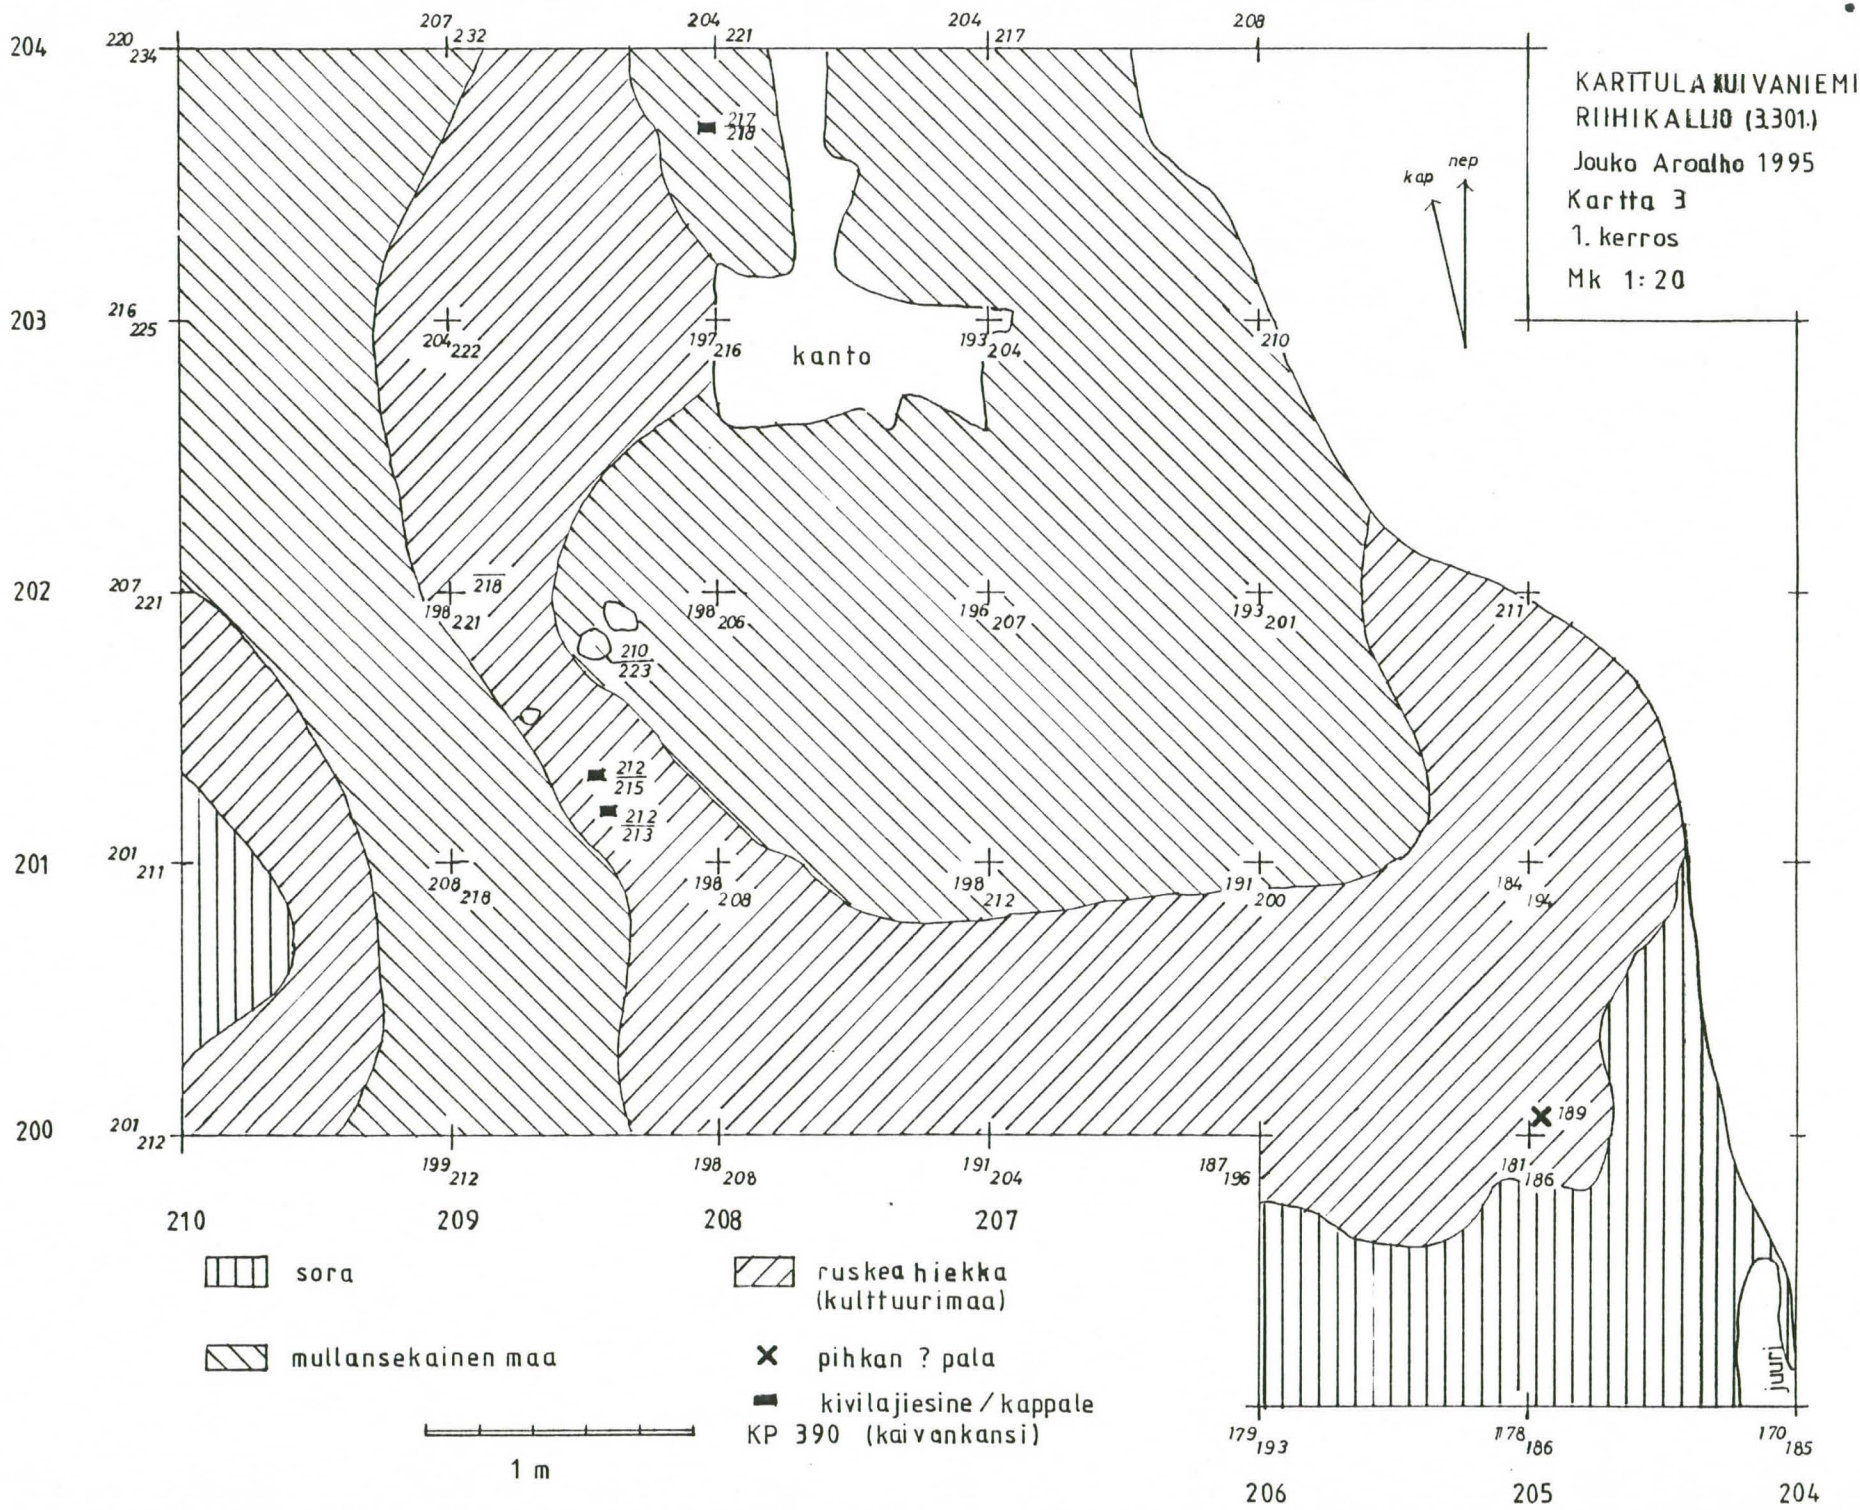 207 204 204 208
204 220 232 221 217
234
KARTTULA KUIVANIEMI
RIIHIKALLIO (3.301.)
Jouko Aroalho 1995
Kartta 3
1. kerros
Mk 1:20
kap nep
217
218
203 216
225
204 222 197 216 193 204 210
kanto
202 207
221
218
198 221 198 206 196 207 193 201 211
210
223
212
215
212
213
201 201
211
208 218 198 208 198 212 191 200 184 194
189
200 201
212
199 212 198 208 191 204 187 196 181 186
210 209 208 207
sora
ruskea hiekka
(kulttuurimaa)
mullansekainen maa
pihkan ? pala
kivilajiesine / kappale
KP 390 (kaivonkansi)
1 m
juuri
179 193 178 186 170 185
206 205 204